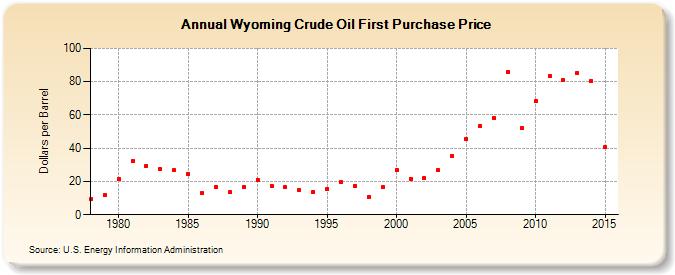 Annual Wyoming Crude Oil First Purchase Price
Dollars per Barrel
100
80
60
40
20
0
1980 1985 1990 1995 2000 2005 2010 2015
Source: U.S. Energy Information Administration